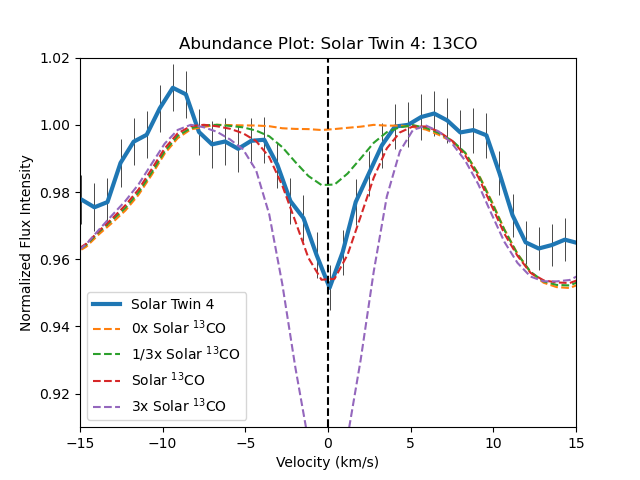 Abundance Plot: Solar Twin 4: 13CO
1.02
1.00
0.98
0.96
0.94
0.92
Normalized Flux Intensity
Solar Twin 4
0x Solar ¹³CO
1/3x Solar ¹³CO
Solar ¹³CO
3x Solar ¹³CO
−15 −10 −5 0 5 10 15
Velocity (km/s)